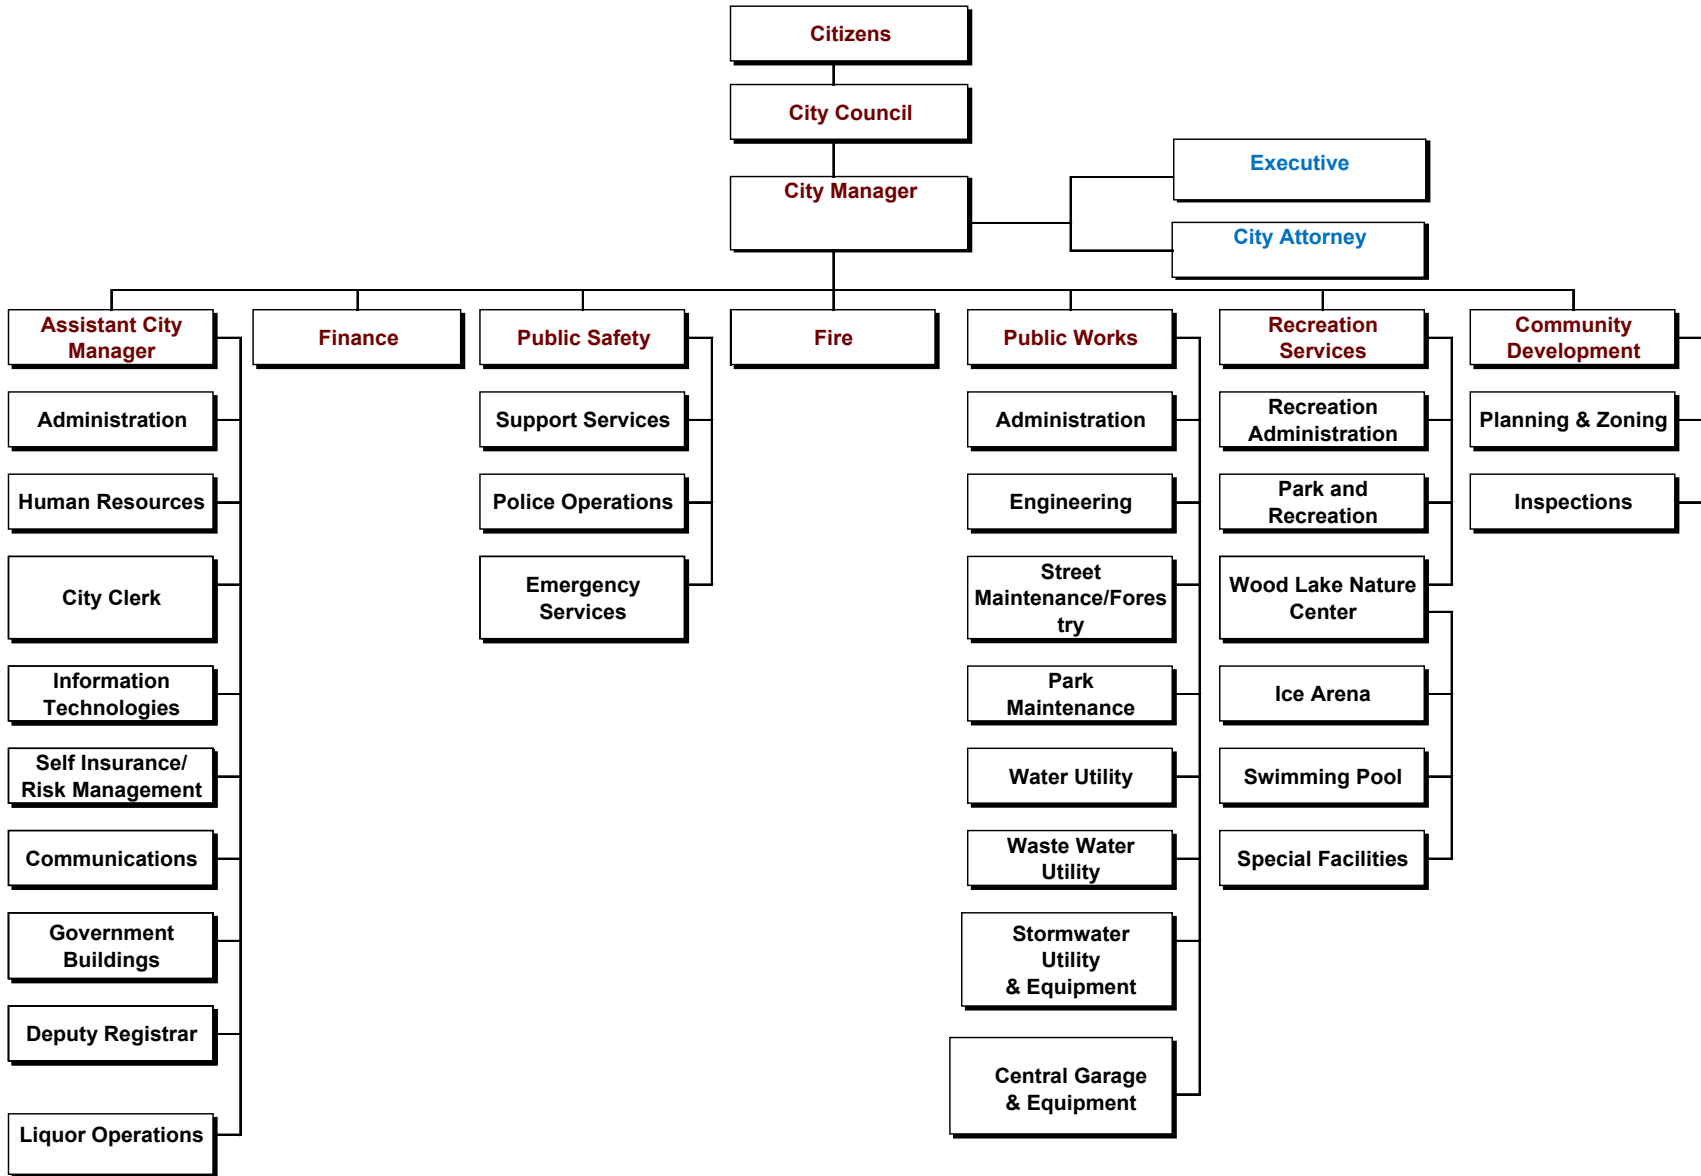 Citizens
City Council
City Manager
Executive
City Attorney
Assistant City
Manager
Finance
Public Safety
Fire
Public Works
Recreation
Services
Community
Development
Administration
Human Resources
City Clerk
Information
Technologies
Self Insurance/
Risk Management
Communications
Government
Buildings
Deputy Registrar
Liquor Operations
Support Services
Police Operations
Emergency
Services
Administration
Engineering
Street
Maintenance/Fores
try
Park
Maintenance
Water Utility
Waste Water
Utility
Stormwater
Utility
& Equipment
Central Garage
& Equipment
Recreation
Administration
Park and
Recreation
Wood Lake Nature
Center
Ice Arena
Swimming Pool
Special Facilities
Planning & Zoning
Inspections